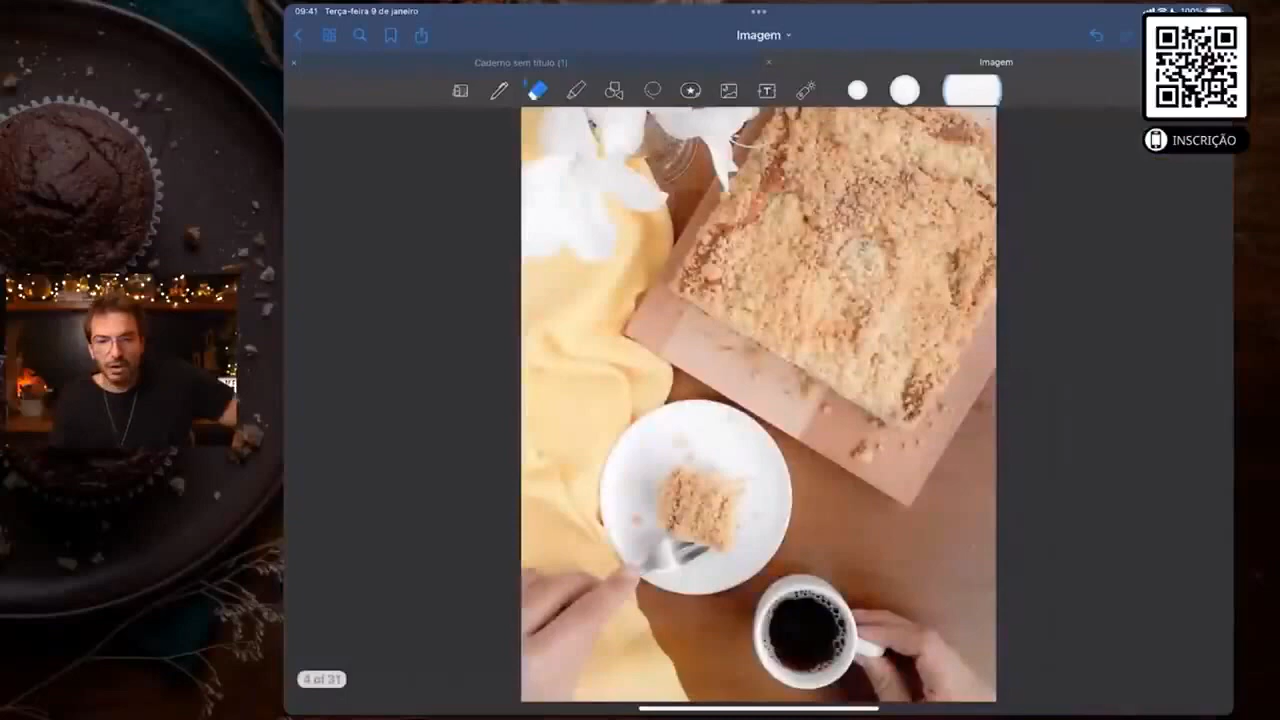 09:41 Terça-feira 9 de janeiro
100%
Imagem
Caderno sem título (1)
Imagem
INSCRIÇÃO
4 of 31